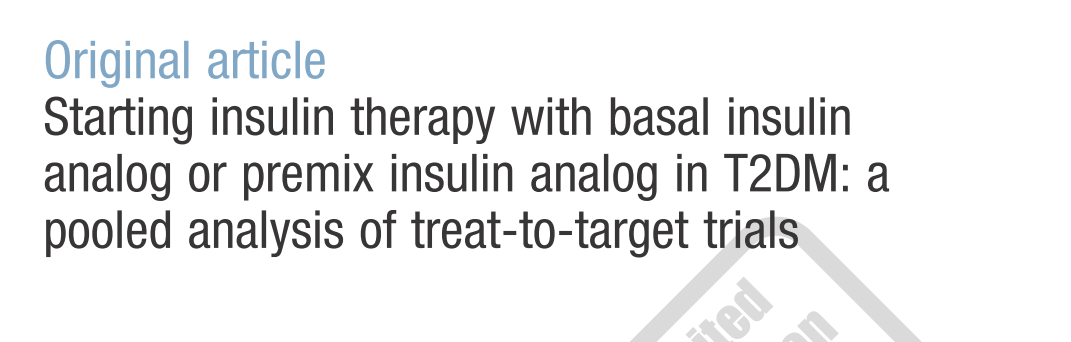 Original article
Starting insulin therapy with basal insulin
analog or premix insulin analog in T2DM: a
pooled analysis of treat-to-target trials